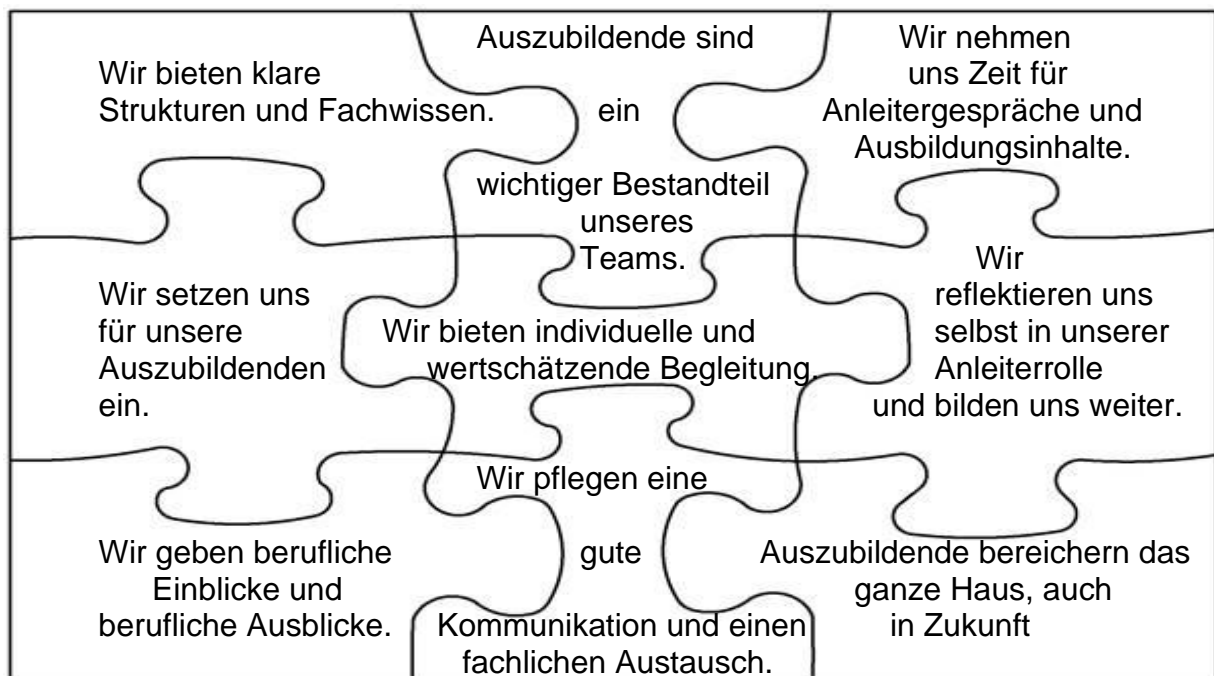 Wir bieten klare
Strukturen und Fachwissen.
Auszubildende sind
ein
wichtiger Bestandteil
unseres
Teams.
Wir nehmen
uns Zeit für
Anleitergespräche und
Ausbildungsinhalte.
Wir setzen uns
für unsere
Auszubildenden
ein.
Wir bieten individuelle und
wertschätzende Begleitung.
Wir
reflektieren uns
selbst in unserer
Anleiterrolle
und bilden uns weiter.
Wir geben berufliche
Einblicke und
berufliche Ausblicke.
Wir pflegen eine
gute
Kommunikation und einen
fachlichen Austausch.
Auszubildende bereichern das
ganze Haus, auch
in Zukunft